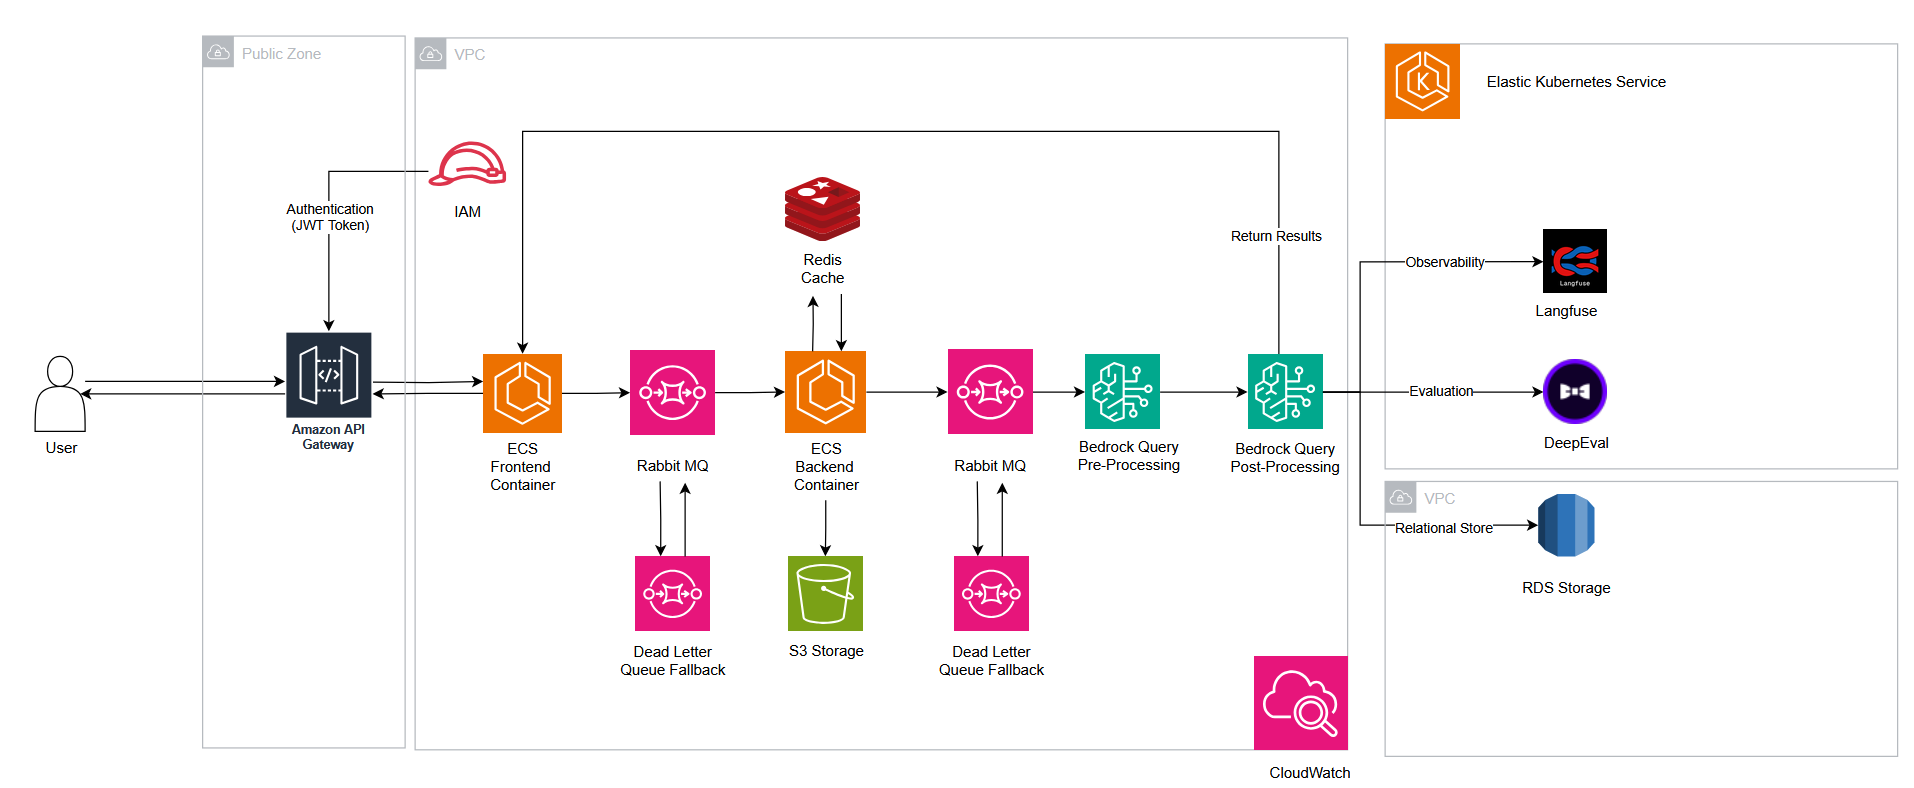 Public Zone
VPC
Elastic Kubernetes Service
IAM
Authentication
(JWT Token)
Redis
Cache
Return Results
Observability
Langfuse
Langfuse
User
Amazon API
Gateway
ECS
Frontend
Container
Rabbit MQ
ECS
Backend
Container
Rabbit MQ
Bedrock Query
Pre-Processing
Bedrock Query
Post-Processing
Evaluation
DeepEval
VPC
Relational Store
RDS Storage
Dead Letter
Queue Fallback
S3 Storage
Dead Letter
Queue Fallback
CloudWatch